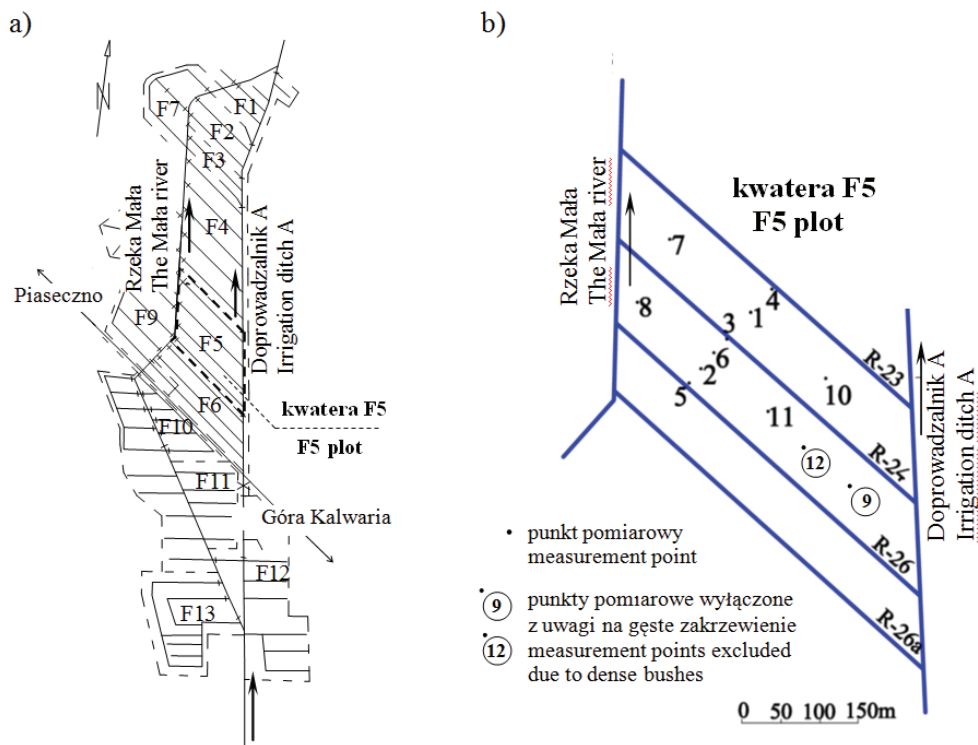 a)
N
F7
F1
F2
F3
Rzeka Mała
The Mała river
F4
Doprowadzalnik A
Irrigation ditch A
Piaseczno
F9
F5
F6
kwatera F5
F5 plot
F10
F11
Góra Kalwaria
F12
F13
b)
Rzeka Mała
The Mała river
kwatera F5
F5 plot
7
4
8
3
1
6
2
5
10
11
12
9
R-23
R-24
R-26
R-26a
Doprowadzalnik A
Irrigation ditch A
punkt pomiarowy
measurement point
9
12
punkty pomiarowe wyłączone
z uwagi na gęste zakrzewienie
measurement points excluded
due to dense bushes
0 50 100 150m